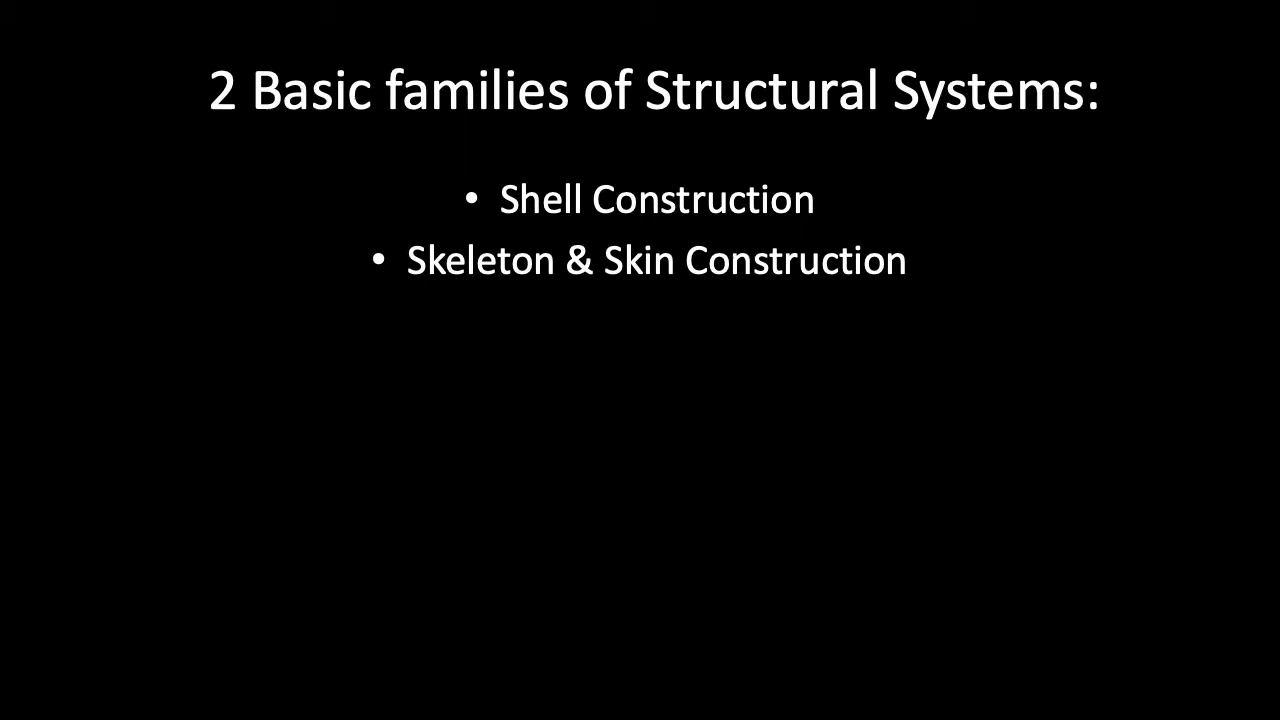 2 Basic families of Structural Systems:
• Shell Construction
• Skeleton & Skin Construction